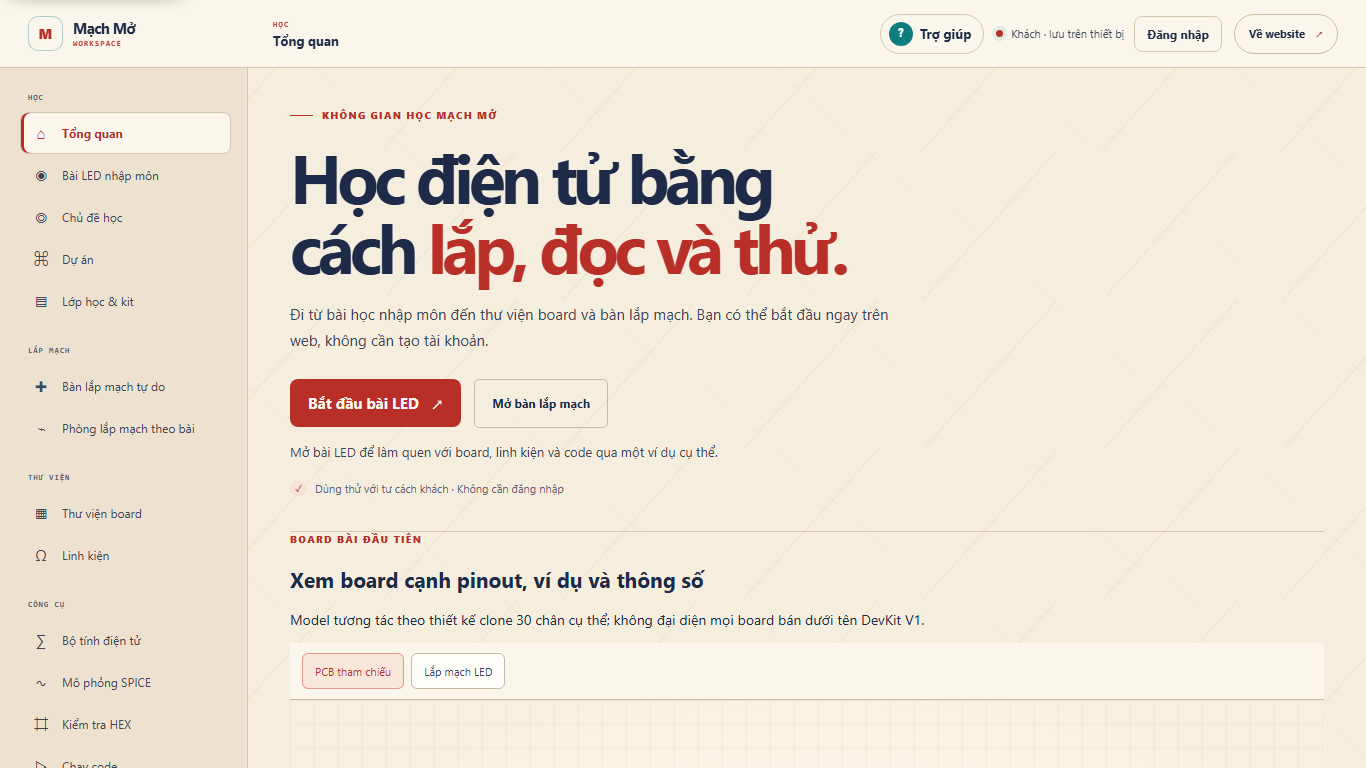 M
Mạch Mở
WORKSPACE
HỌC
Tổng quan
? Trợ giúp
Khách · lưu trên thiết bị
Đăng nhập
Về website ↗
HỌC
Tổng quan
Bài LED nhập môn
Chủ đề học
Dự án
Lớp học & kit
LẮP MẠCH
Bàn lắp mạch tự do
Phòng lắp mạch theo bài
THƯ VIỆN
Thư viện board
Linh kiện
CÔNG CỤ
Bộ tính điện tử
Mô phỏng SPICE
Kiểm tra HEX
Chạy code
KHÔNG GIAN HỌC MẠCH MỞ
Học điện tử bằng
cách lắp, đọc và thử.
Đi từ bài học nhập môn đến thư viện board và bàn lắp mạch. Bạn có thể bắt đầu ngay trên
web, không cần tạo tài khoản.
Bắt đầu bài LED ↗
Mở bàn lắp mạch
Mở bài LED để làm quen với board, linh kiện và code qua một ví dụ cụ thể.
✓ Dùng thử với tư cách khách · Không cần đăng nhập
BOARD BÀI ĐẦU TIÊN
Xem board cạnh pinout, ví dụ và thông số
Model tương tác theo thiết kế clone 30 chân cụ thể; không đại diện mọi board bán dưới tên DevKit V1.
PCB tham chiếu
Lắp mạch LED